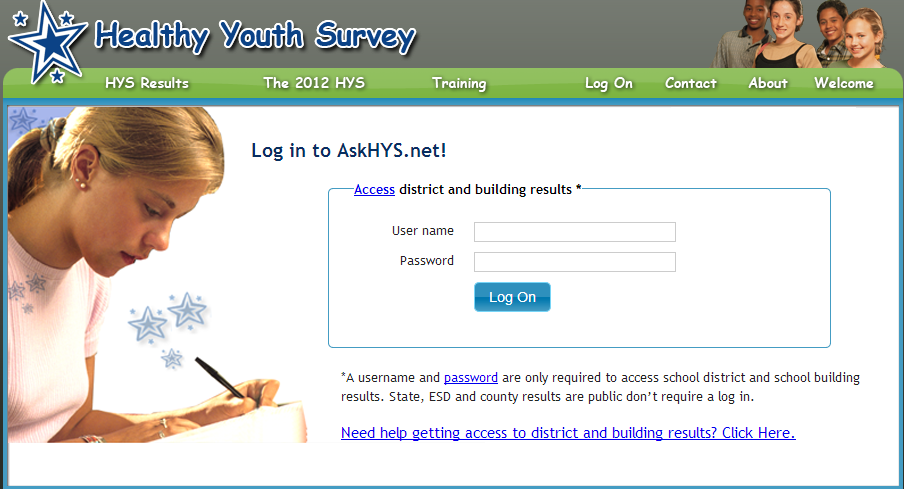 Healthy Youth Survey
HYS Results The 2012 HYS Training Log On Contact About Welcome
Log in to AskHYS.net!
Access district and building results *
User name
Password
Log On
*A username and password are only required to access school district and school building
results. State, ESD and county results are public don't require a log in.
Need help getting access to district and building results? Click Here.